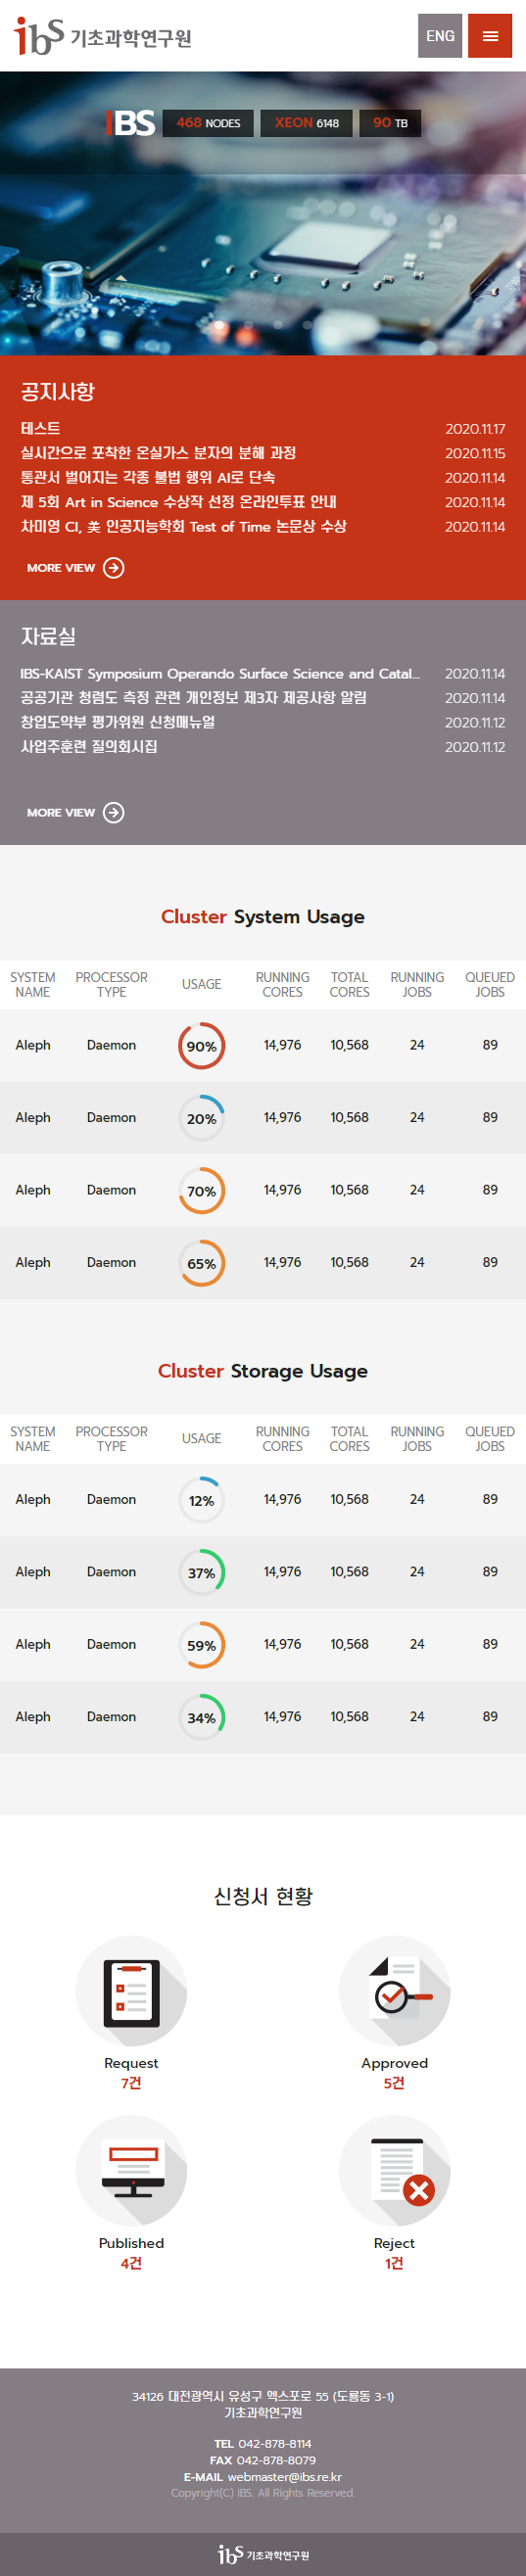 ibs 기초과학연구원
ENG
IBS 468 NODES XEON 6148 90 TB
공지사항
테스트 2020.11.17
실시간으로 포착한 온실가스 분자의 분해 과정 2020.11.15
통관서 벌어지는 각종 불법 행위 AI로 단속 2020.11.14
제 5회 Art in Science 수상작 선정 온라인투표 안내 2020.11.14
차미영 CI, 美 인공지능학회 Test of Time 논문상 수상 2020.11.14
MORE VIEW
자료실
IBS-KAIST Symposium Operando Surface Science and Catal... 2020.11.14
공공기관 청렴도 측정 관련 개인정보 제3자 제공사항 알림 2020.11.14
창업도약부 평가위원 신청매뉴얼 2020.11.12
사업주훈련 질의회시집 2020.11.12
MORE VIEW
Cluster System Usage
SYSTEM PROCESSOR USAGE RUNNING TOTAL RUNNING QUEUED
NAME TYPE CORES CORES JOBS JOBS
Aleph Daemon 90% 14,976 10,568 24 89
Aleph Daemon 20% 14,976 10,568 24 89
Aleph Daemon 70% 14,976 10,568 24 89
Aleph Daemon 65% 14,976 10,568 24 89
Cluster Storage Usage
SYSTEM PROCESSOR USAGE RUNNING TOTAL RUNNING QUEUED
NAME TYPE CORES CORES JOBS JOBS
Aleph Daemon 12% 14,976 10,568 24 89
Aleph Daemon 37% 14,976 10,568 24 89
Aleph Daemon 59% 14,976 10,568 24 89
Aleph Daemon 34% 14,976 10,568 24 89
신청서 현황
Request
7건
Approved
5건
Published
4건
Reject
1건
34126 대전광역시 유성구 엑스포로 55 (도룡동 3-1)
기초과학연구원
TEL 042-878-8114
FAX 042-878-8079
E-MAIL webmaster@ibs.re.kr
Copyright(C) IBS. All Rights Reserved.
ibs 기초과학연구원